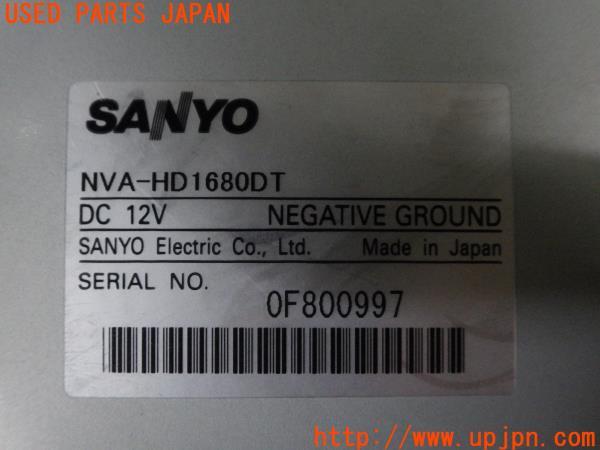 USED PARTS JAPAN
SANYO
NVA-HD1680DT
DC 12V NEGATIVE GROUND
SANYO Electric Co., Ltd. Made in Japan
SERIAL NO.
0F800997
UPJ
http://www.upjpn.com